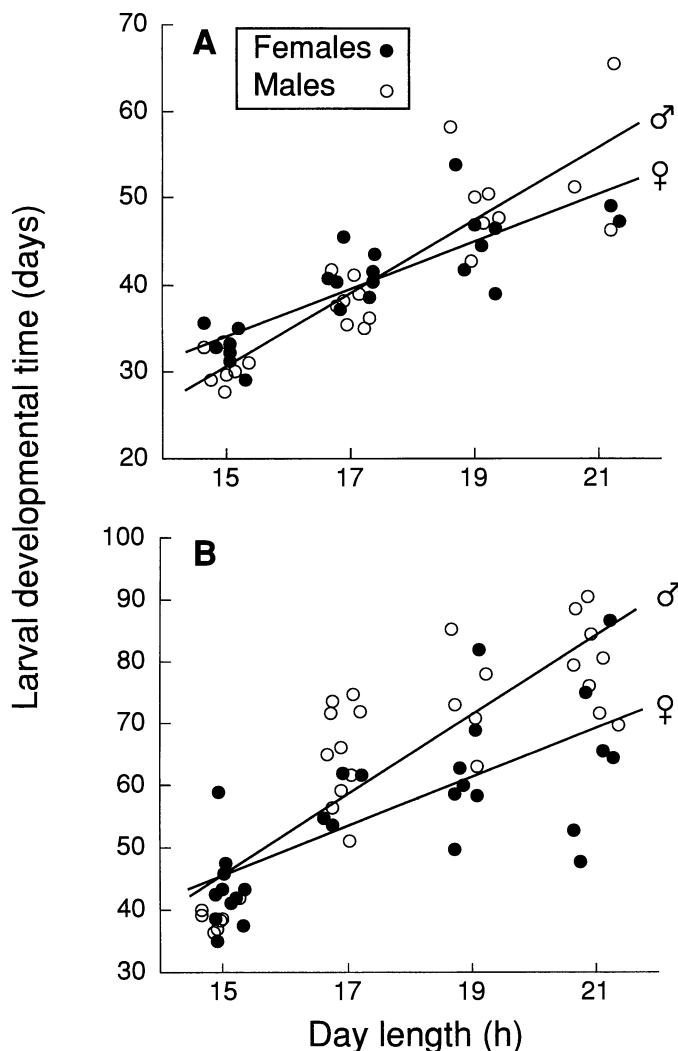 Larval developmental time (days)
A
Females
Males
70
60
50
40
30
20
15 17 19 21
♂
♀
B
100
90
80
70
60
50
40
30
15 17 19 21
♂
♀
Day length (h)